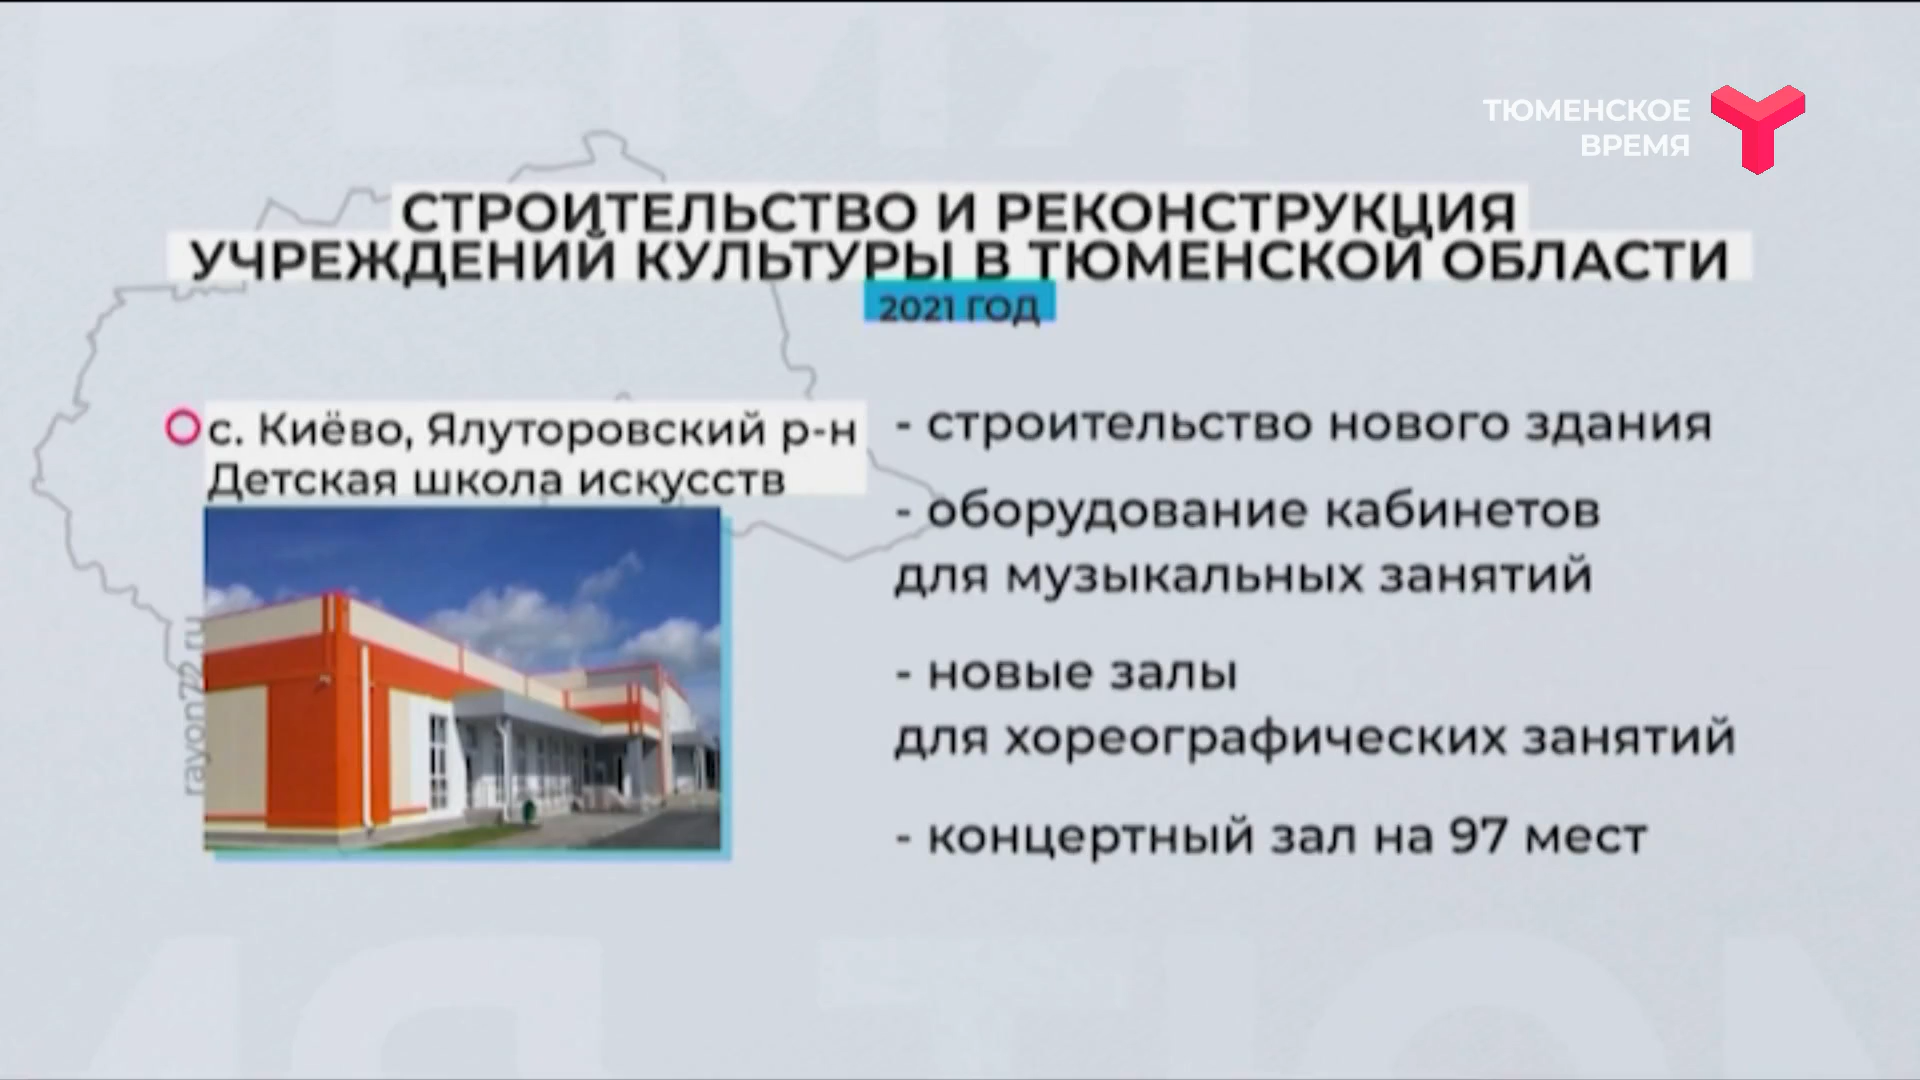 ТЮМЕНСКОЕ
ВРЕМЯ
СТРОИТЕЛЬСТВО И РЕКОНСТРУКЦИЯ
УЧРЕЖДЕНИЙ КУЛЬТУРЫ В ТЮМЕНСКОЙ ОБЛАСТИ
2021 ГОД
с. Киёво, Ялуторовский р-н
Детская школа искусств
rayon72.ru
- строительство нового здания
- оборудование кабинетов
для музыкальных занятий
- новые залы
для хореографических занятий
- концертный зал на 97 мест